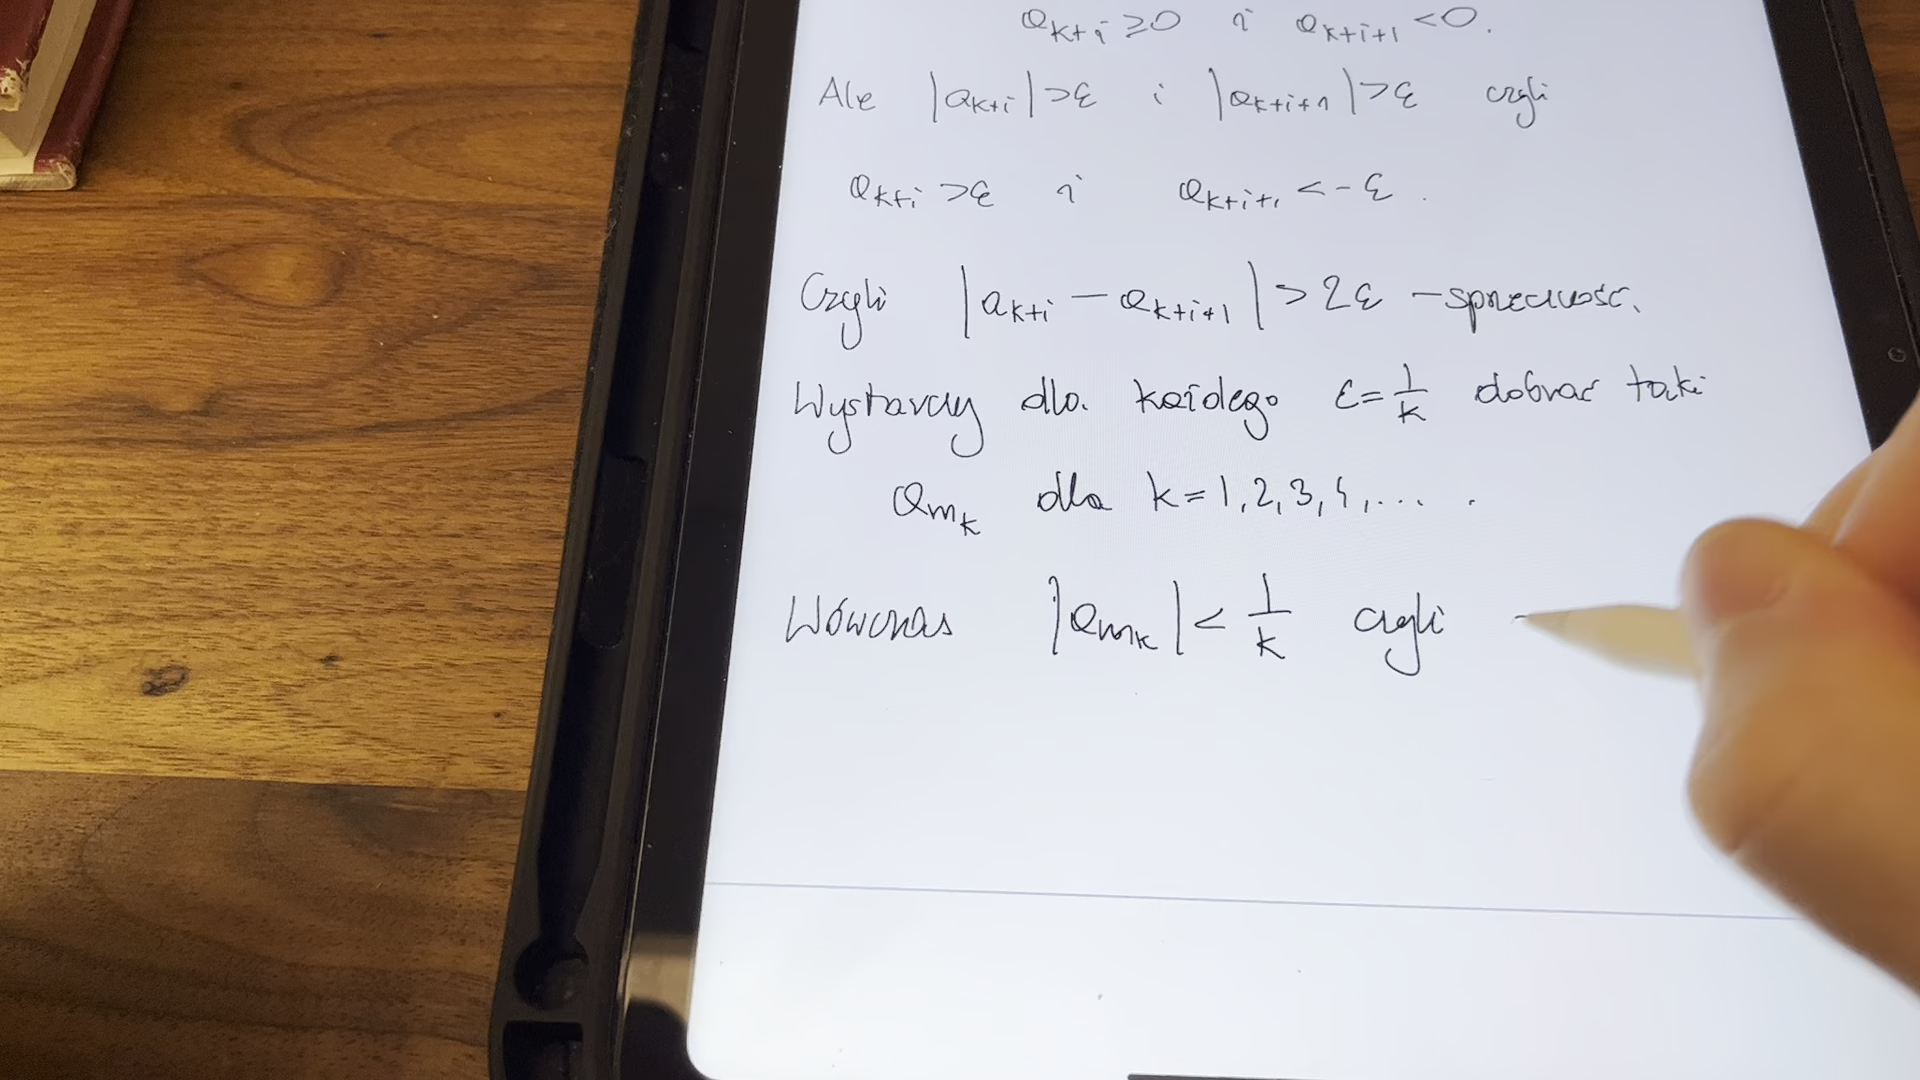 a_{k+i} ≥ 0 i a_{k+i+1} < 0.
Ale |a_{k+i}| > ε i |a_{k+i+1}| > ε czyli
a_{k+i} > ε i a_{k+i+1} < -ε.
Czyli |a_{k+i} - a_{k+i+1}| > 2ε - sprzeczność.
Wystarczy dla każdego ε = 1/k dobrać taki
a_{m_k} dla k = 1, 2, 3, 4, ... .
Wówczas |a_{m_k}| < 1/k czyli